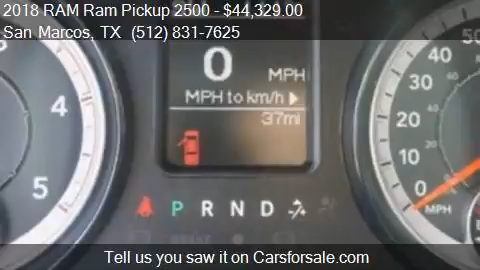 2018 RAM Ram Pickup 2500 - $44,329.00
San Marcos, TX (512) 831-7625
0 MPH
MPH to km/h
37mi
4
5
P R N D
50
40
30
20
10
0
MPH
Tell us you saw it on Carsforsale.com